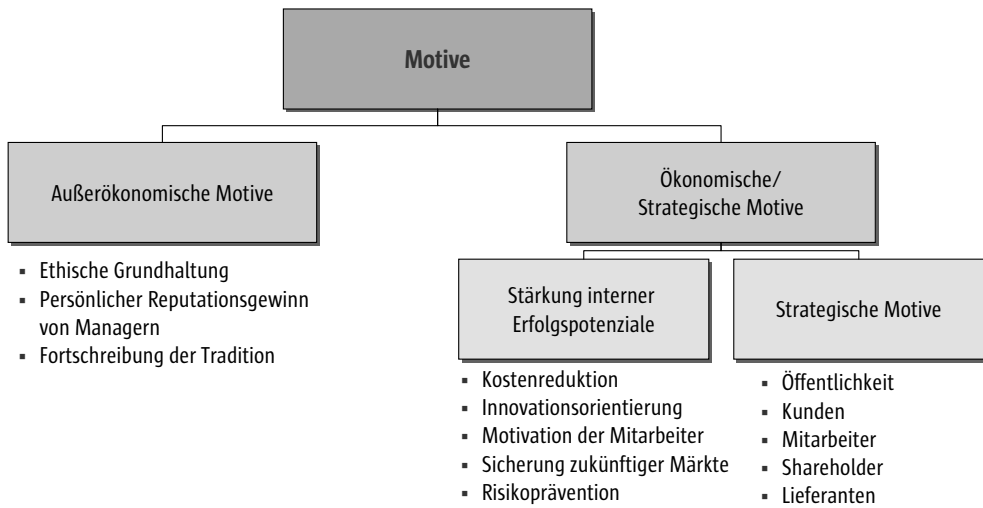 Motive
Außerökonomische Motive
▪ Ethische Grundhaltung
▪ Persönlicher Reputationsgewinn
von Managern
▪ Fortschreibung der Tradition
Ökonomische/
Strategische Motive
Stärkung interner
Erfolgspotenziale
▪ Kostenreduktion
▪ Innovationsorientierung
▪ Motivation der Mitarbeiter
▪ Sicherung zukünftiger Märkte
▪ Risikoprävention
Strategische Motive
▪ Öffentlichkeit
▪ Kunden
▪ Mitarbeiter
▪ Shareholder
▪ Lieferanten